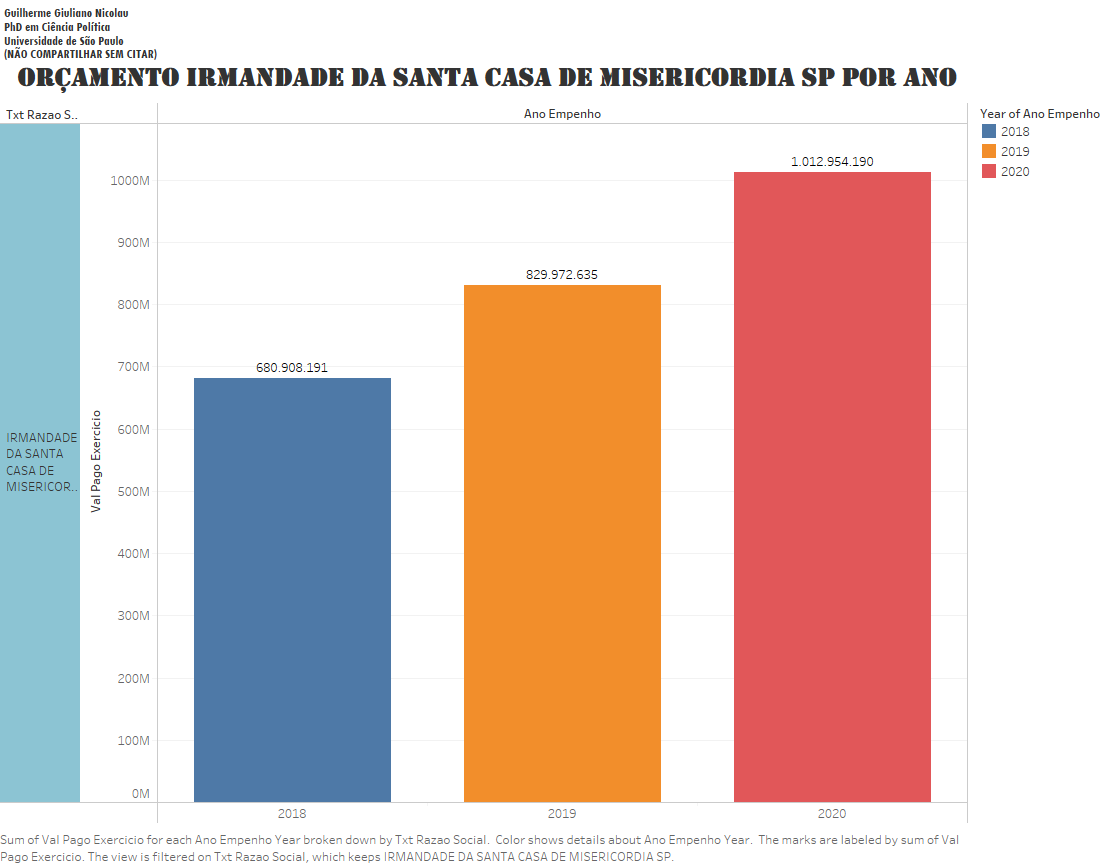 Guilherme Giuliano Nicolau
PhD em Ciência Política
Universidade de São Paulo
(NÃO COMPARTILHAR SEM CITAR)
ORÇAMENTO IRMANDADE DA SANTA CASA DE MISERICORDIA SP POR ANO
Txt Razao S..
Ano Empenho
Year of Ano Empenho
2018
2019
2020
IRMANDADE
DA SANTA
CASA DE
MISERICOR..
Val Pago Exercicio
1000M
900M
800M
700M
600M
500M
400M
300M
200M
100M
0M
680.908.191
829.972.635
1.012.954.190
2018
2019
2020
Sum of Val Pago Exercicio for each Ano Empenho Year broken down by Txt Razao Social.  Color shows details about Ano Empenho Year.  The marks are labeled by sum of Val
Pago Exercicio. The view is filtered on Txt Razao Social, which keeps IRMANDADE DA SANTA CASA DE MISERICORDIA SP.